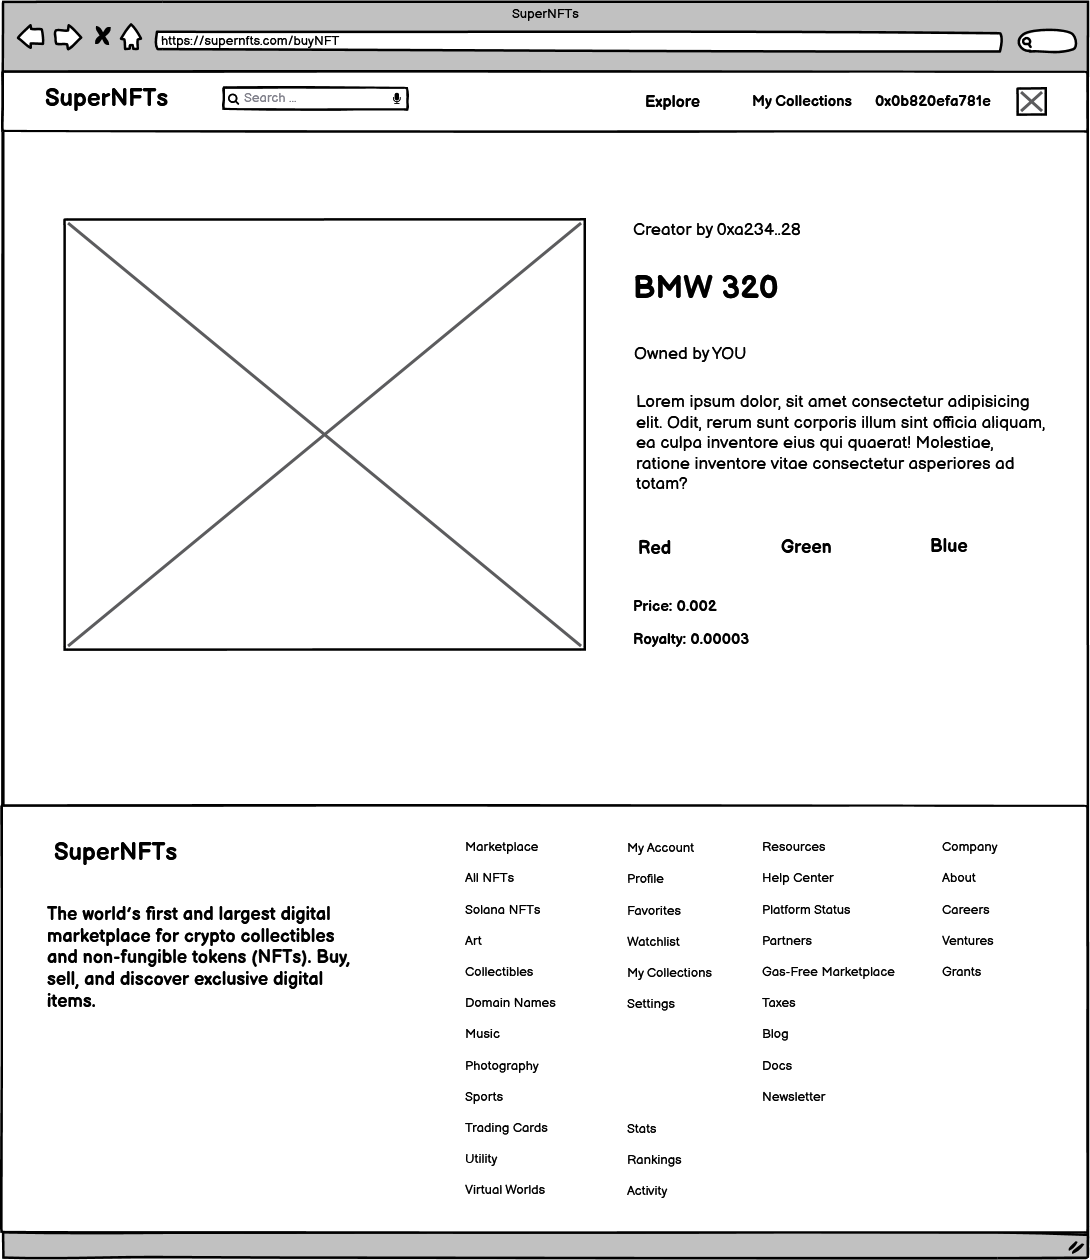 SuperNFTs
https://supernfts.com/buyNFT
SuperNFTs
Search ...
Explore
My Collections
0x0b820efa781e
Creator by 0xa234..28
BMW 320
Owned by YOU
Lorem ipsum dolor, sit amet consectetur adipisicing
elit. Odit, rerum sunt corporis illum sint officia aliquam,
ea culpa inventore eius qui quaerat! Molestiae,
ratione inventore vitae consectetur asperiores ad
totam?
Red
Green
Blue
Price: 0.002
Royalty: 0.00003
SuperNFTs
The world's first and largest digital
marketplace for crypto collectibles
and non-fungible tokens (NFTs). Buy,
sell, and discover exclusive digital
items.
Marketplace
All NFTs
Solana NFTs
Art
Collectibles
Domain Names
Music
Photography
Sports
Trading Cards
Utility
Virtual Worlds
My Account
Profile
Favorites
Watchlist
My Collections
Settings
Stats
Rankings
Activity
Resources
Help Center
Platform Status
Partners
Gas-Free Marketplace
Taxes
Blog
Docs
Newsletter
Company
About
Careers
Ventures
Grants